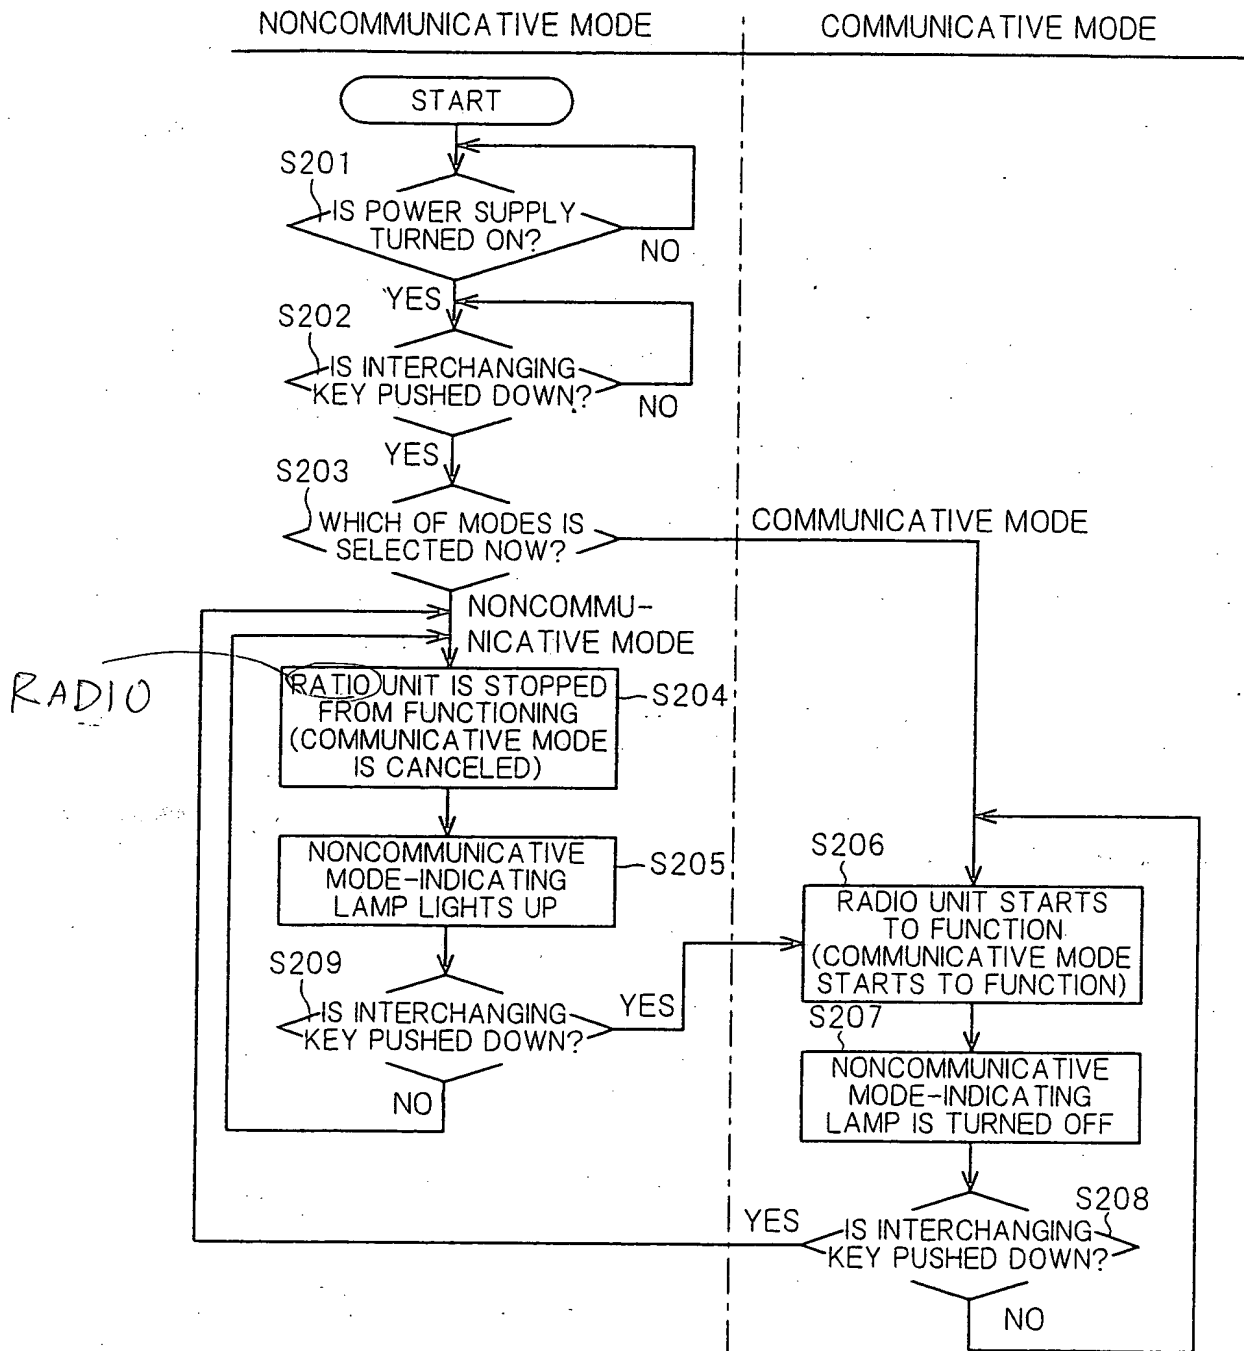 NONCOMMUNICATIVE MODE
COMMUNICATIVE MODE
START
S201
IS POWER SUPPLY
TURNED ON?
NO
YES
S202
IS INTERCHANGING
KEY PUSHED DOWN?
NO
YES
S203
WHICH OF MODES IS
SELECTED NOW?
COMMUNICATIVE MODE
NONCOMMU-
NICATIVE MODE
RADIO
RATIO UNIT IS STOPPED
FROM FUNCTIONING
(COMMUNICATIVE MODE
IS CANCELED)
S204
NONCOMMUNICATIVE
MODE-INDICATING
LAMP LIGHTS UP
S205
S209
IS INTERCHANGING
KEY PUSHED DOWN?
YES
NO
S206
RADIO UNIT STARTS
TO FUNCTION
(COMMUNICATIVE MODE
STARTS TO FUNCTION)
S207
NONCOMMUNICATIVE
MODE-INDICATING
LAMP IS TURNED OFF
S208
IS INTERCHANGING
KEY PUSHED DOWN?
YES
NO